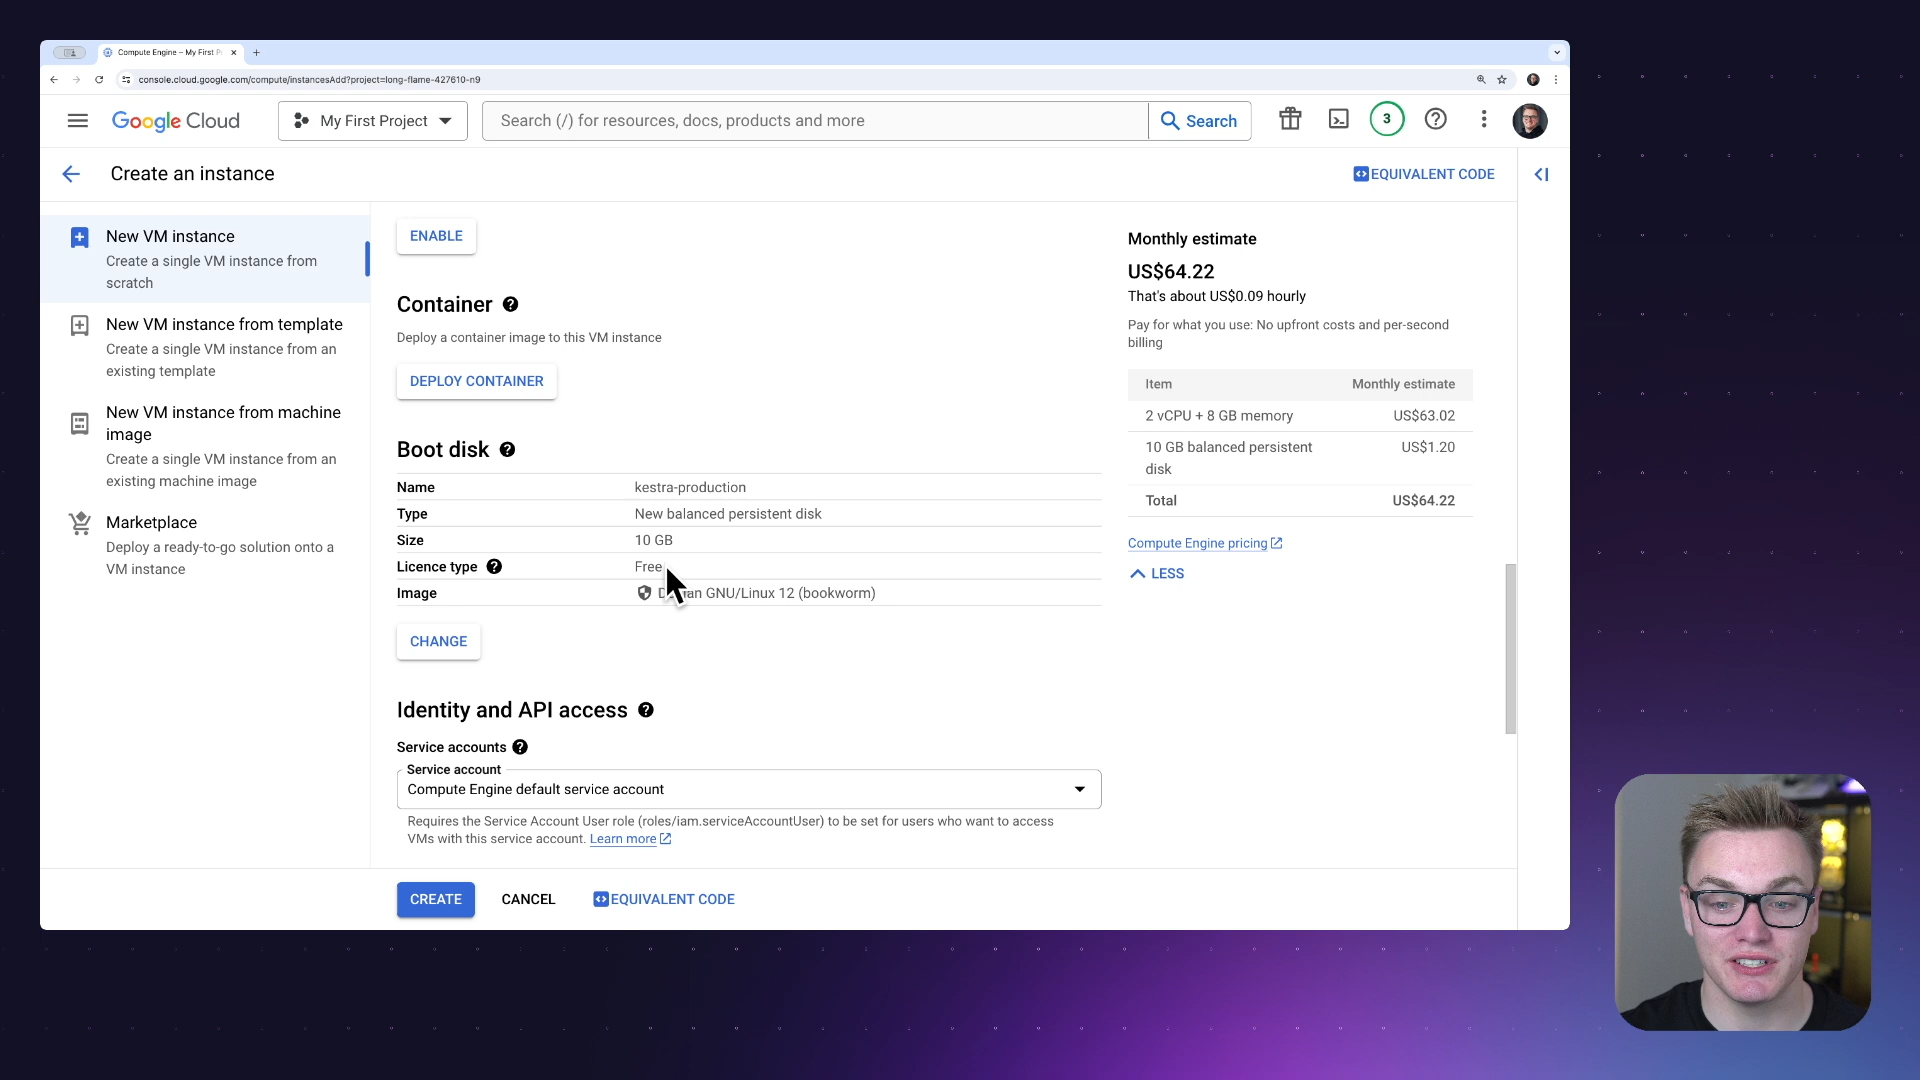 Compute Engine – My First P
console.cloud.google.com/compute/instancesAdd?project=long-flame-427610-n9
Google Cloud
My First Project
Search (/) for resources, docs, products and more
Search
3
Create an instance
EQUIVALENT CODE
New VM instance
Create a single VM instance from
scratch
New VM instance from template
Create a single VM instance from an
existing template
New VM instance from machine
image
Create a single VM instance from an
existing machine image
Marketplace
Deploy a ready-to-go solution onto a
VM instance
ENABLE
Container
Deploy a container image to this VM instance
DEPLOY CONTAINER
Boot disk
Name kestra-production
Type New balanced persistent disk
Size 10 GB
Licence type Free
Image GNU/Linux 12 (bookworm)
CHANGE
Identity and API access
Service accounts
Service account
Compute Engine default service account
Requires the Service Account User role (roles/iam.serviceAccountUser) to be set for users who want to access
VMs with this service account. Learn more
CREATE CANCEL EQUIVALENT CODE
Monthly estimate
US$64.22
That's about US$0.09 hourly
Pay for what you use: No upfront costs and per-second
billing
Item Monthly estimate
2 vCPU + 8 GB memory US$63.02
10 GB balanced persistent US$1.20
disk
Total US$64.22
Compute Engine pricing
LESS